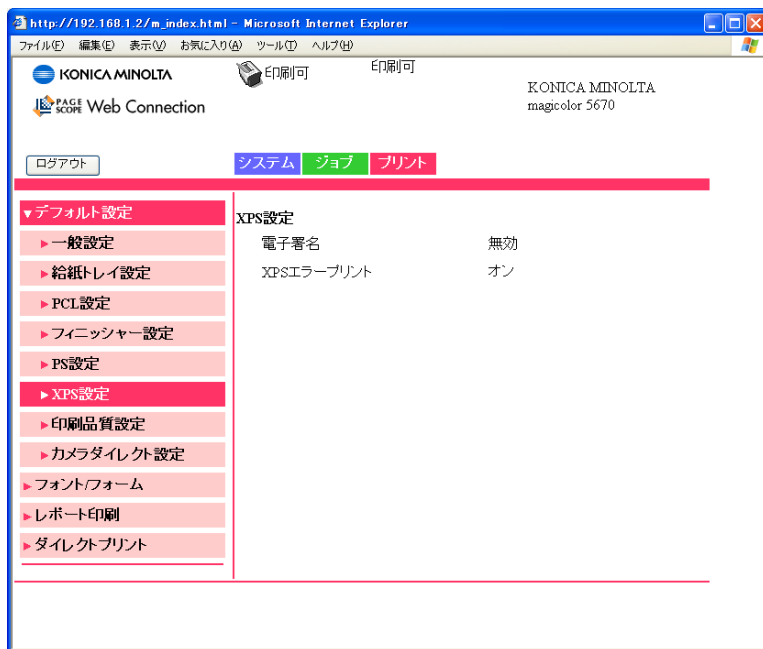 http://192.168.1.2/m_index.html - Microsoft Internet Explorer
ファイル(F) 編集(E) 表示(V) お気に入り(A) ツール(T) ヘルプ(H)
KONICA MINOLTA
印刷可
印刷可
KONICA MINOLTA
magicolor 5670
PAGE SCOPE Web Connection
ログアウト
システム ジョブ プリント
▼デフォルト設定
▶一般設定
▶給紙トレイ設定
▶PCL設定
▶フィニッシャー設定
▶PS設定
▶XPS設定
▶印刷品質設定
▶カメラダイレクト設定
▶フォント/フォーム
▶レポート印刷
▶ダイレクトプリント
XPS設定
電子署名 無効
XPSエラープリント オン